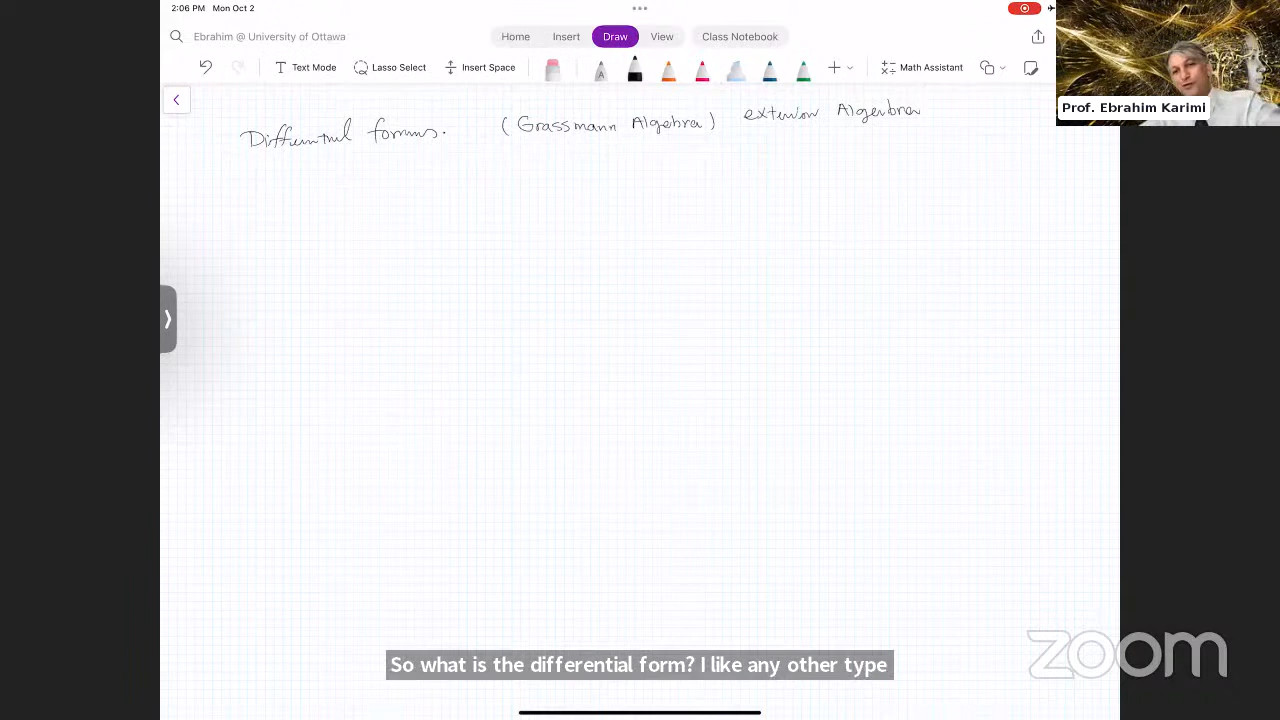 2:06 PM Mon Oct 2
Ebrahim @ University of Ottawa
Home Insert Draw View Class Notebook
Text Mode Lasso Select Insert Space A Math Assistant
Prof. Ebrahim Karimi
Differential forms. (Grassmann Algebra) exterior Algebra
So what is the differential form? I like any other type
zoom